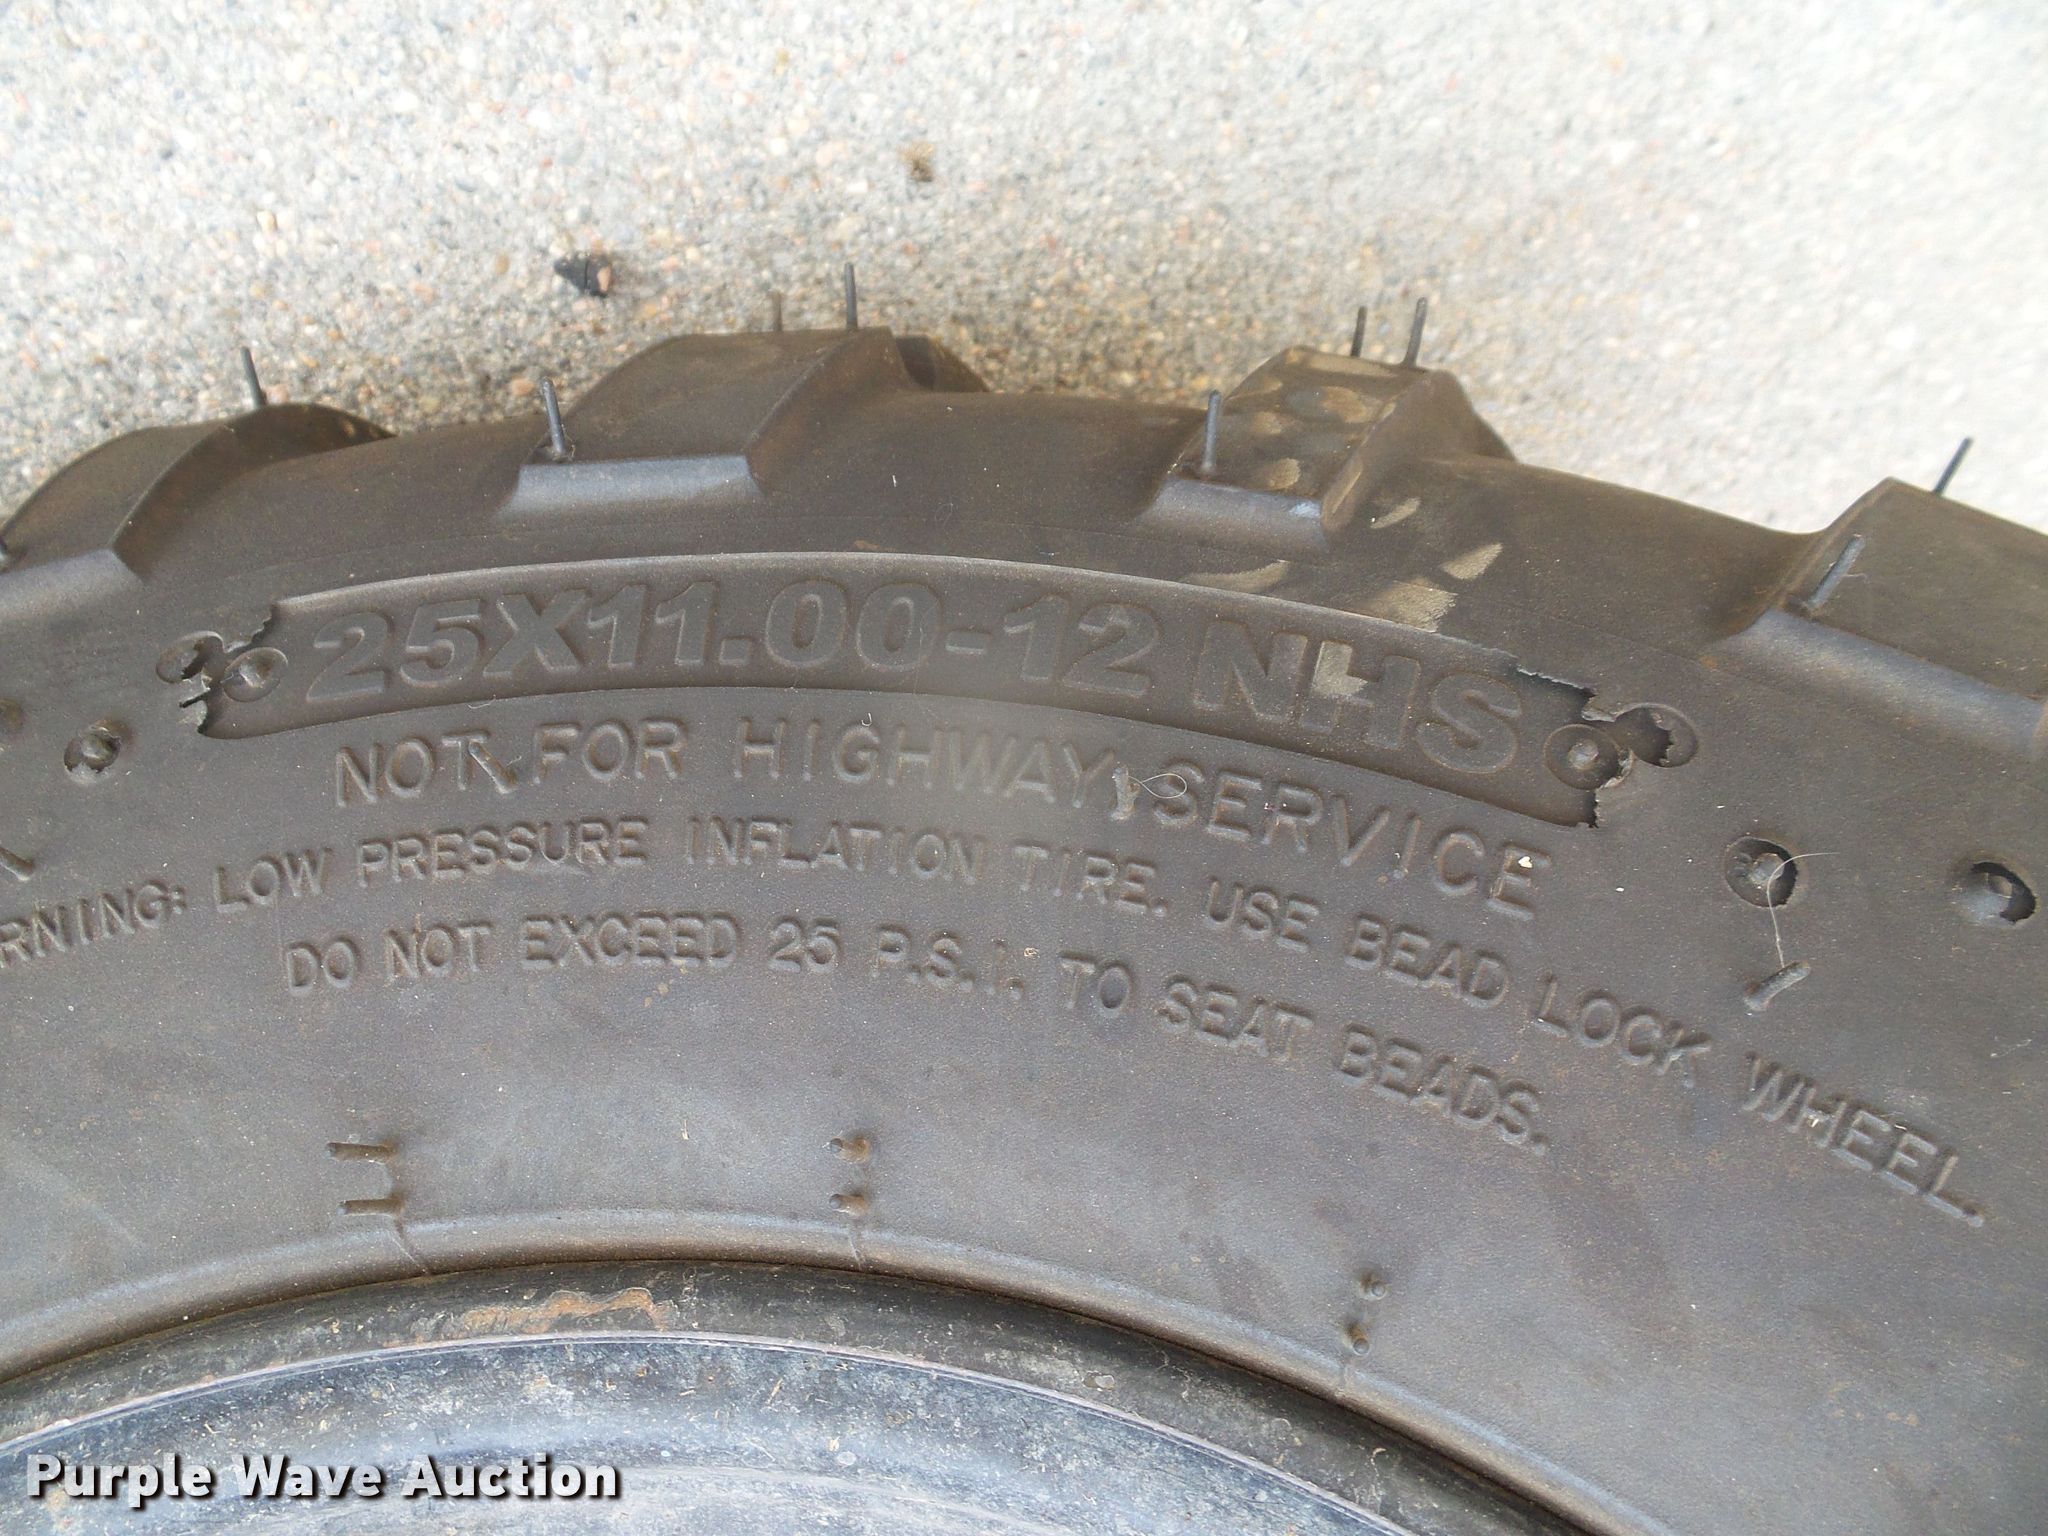 25X11.00-12 NHS
NOT FOR HIGHWAY SERVICE
RNING: LOW PRESSURE INFLATION TIRE. USE BEAD LOCK WHEEL.
DO NOT EXCEED 25 P.S.I. TO SEAT BEADS.
Purple Wave Auction